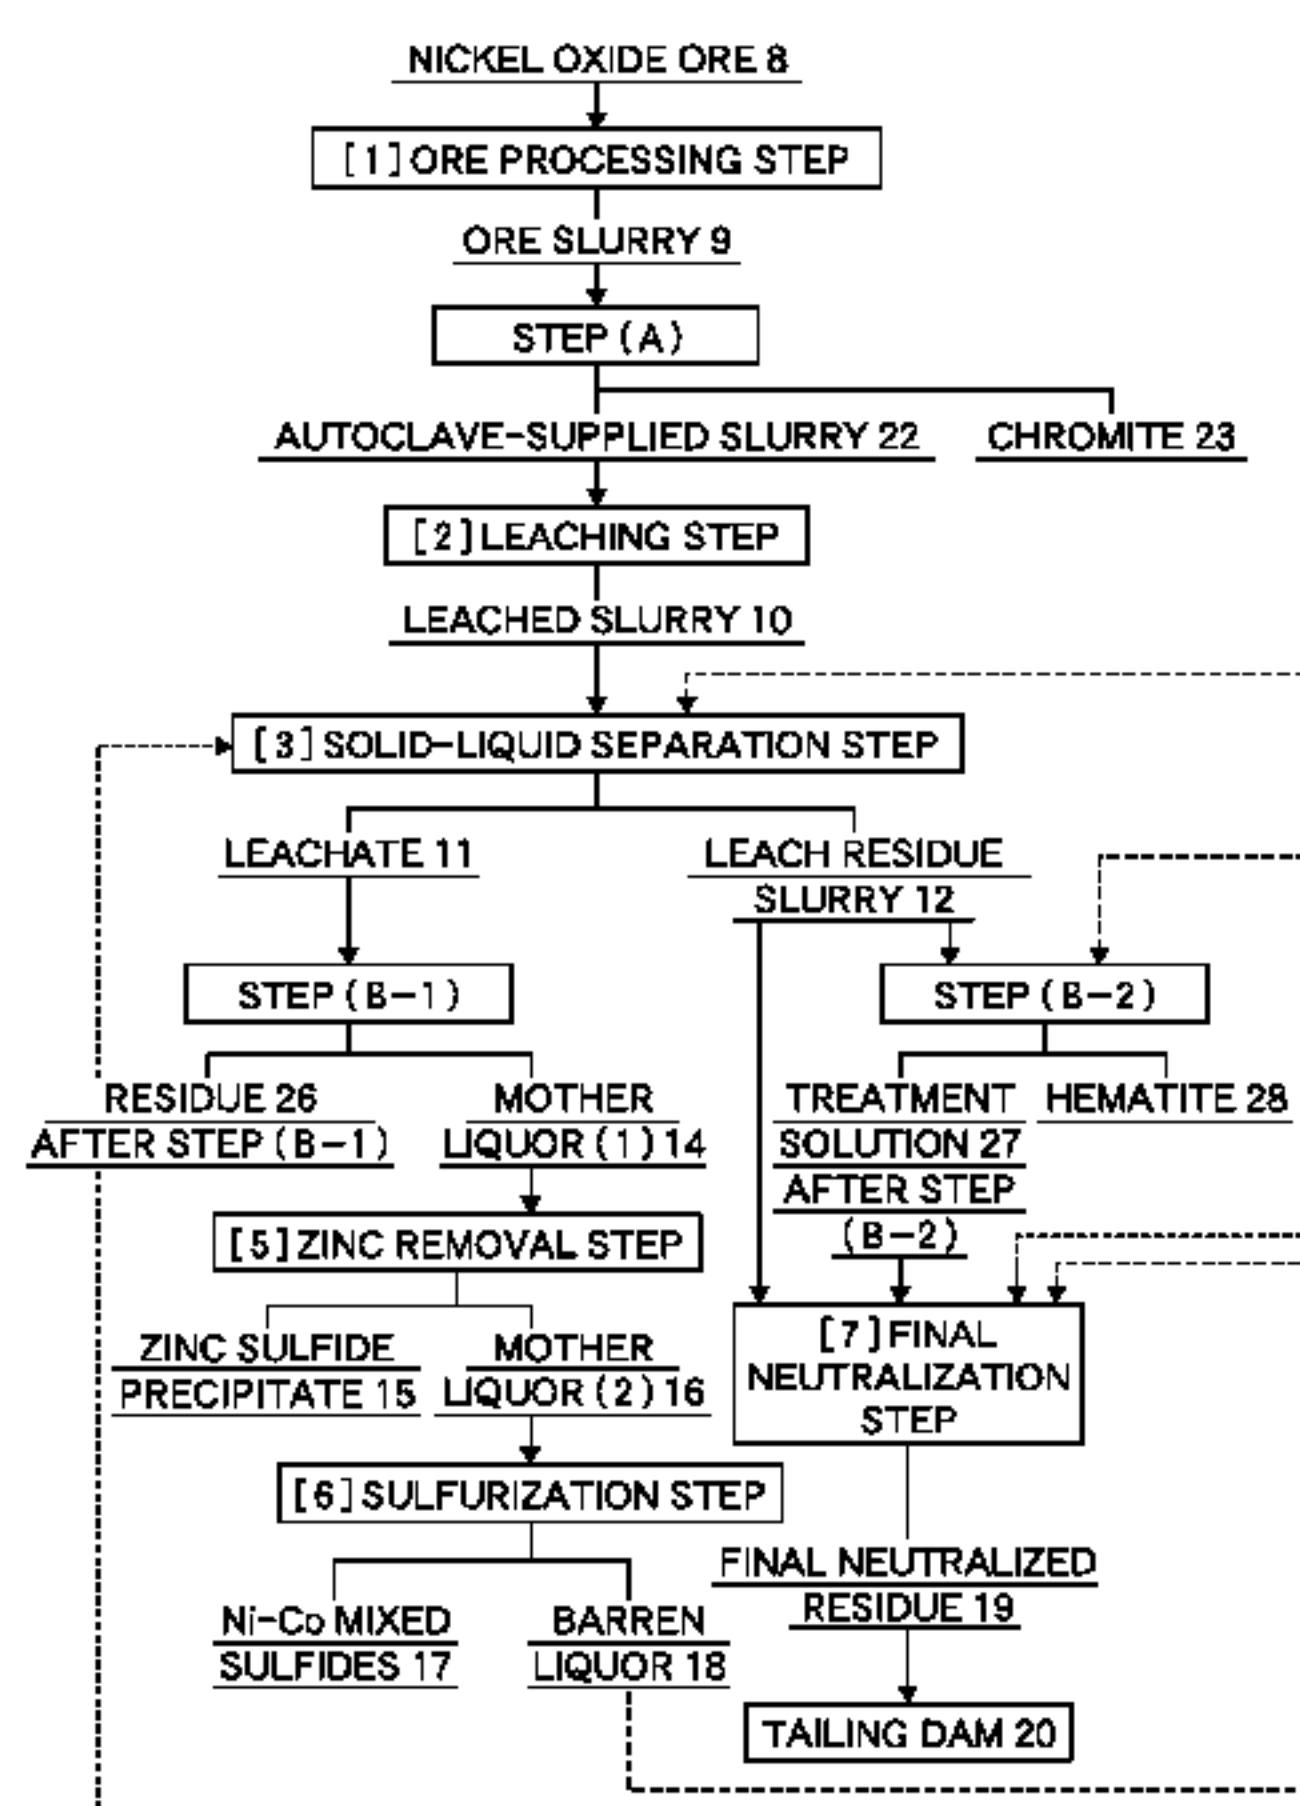 NICKEL OXIDE ORE 8
[1] ORE PROCESSING STEP
ORE SLURRY 9
STEP (A)
AUTOCLAVE-SUPPLIED SLURRY 22
CHROMITE 23
[2] LEACHING STEP
LEACHED SLURRY 10
[3] SOLID-LIQUID SEPARATION STEP
LEACHATE 11
LEACH RESIDUE
SLURRY 12
STEP (B-1)
STEP (B-2)
RESIDUE 26
AFTER STEP (B-1)
MOTHER
LIQUOR (1) 14
TREATMENT
SOLUTION 27
AFTER STEP
(B-2)
HEMATITE 28
[5] ZINC REMOVAL STEP
ZINC SULFIDE
PRECIPITATE 15
MOTHER
LIQUOR (2) 16
[7] FINAL
NEUTRALIZATION
STEP
[6] SULFURIZATION STEP
Ni-Co MIXED
SULFIDES 17
BARREN
LIQUOR 18
FINAL NEUTRALIZED
RESIDUE 19
TAILING DAM 20